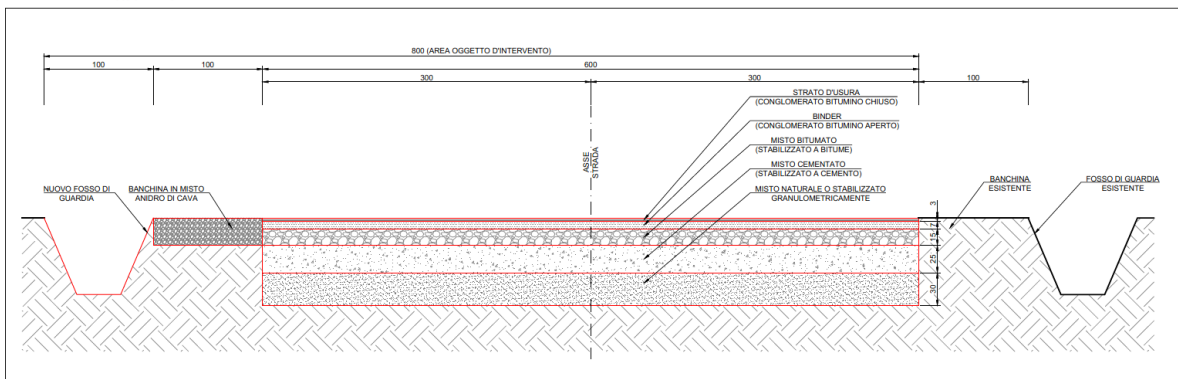 800 (AREA OGGETTO D'INTERVENTO)
100
100
600
100
300
300
STRATO D'USURA
(CONGLOMERATO BITUMINO CHIUSO)
BINDER
(CONGLOMERATO BITUMINO APERTO)
MISTO BITUMATO
(STABILIZZATO A BITUME)
MISTO CEMENTATO
(STABILIZZATO A CEMENTO)
MISTO NATURALE O STABILIZZATO
GRANULOMETRICAMENTE
ASSE
STRADA
NUOVO FOSSO DI
GUARDIA
BANCHINA IN MISTO
ANIDRO DI CAVA
BANCHINA
ESISTENTE
FOSSO DI GUARDIA
ESISTENTE
3
7
15
25
30